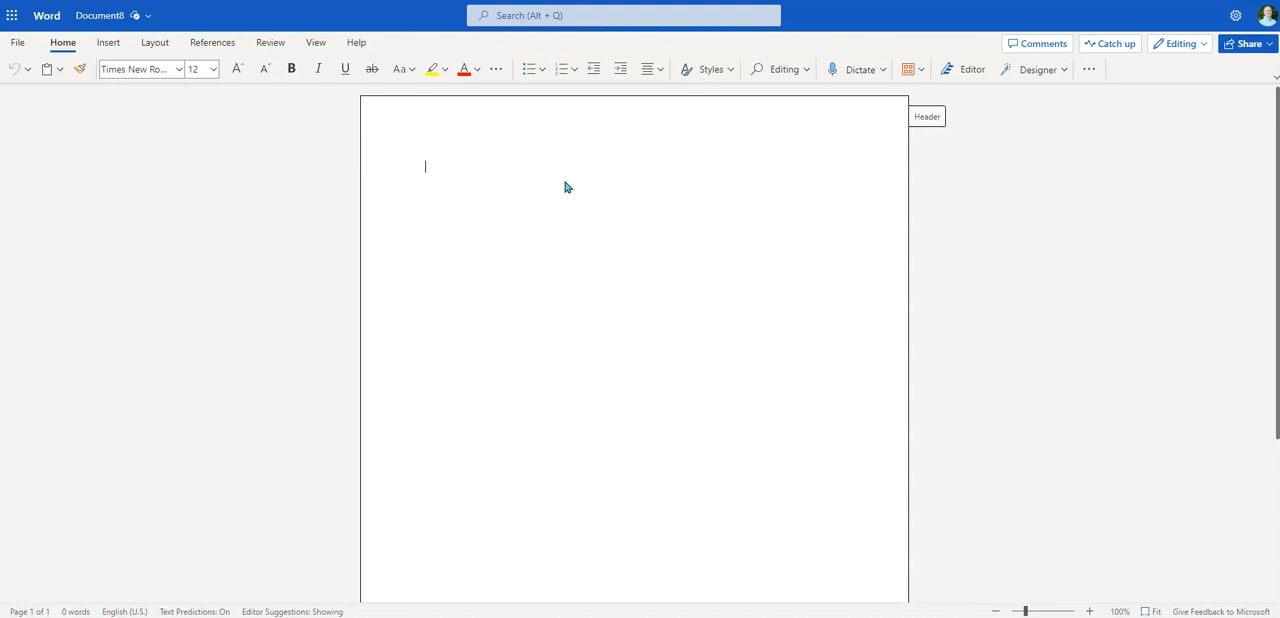 Word Document8 Search (Alt + Q)
File Home Insert Layout References Review View Help Comments Catch up Editing Share
Times New Ro... 12 A A B I U ab Aa A Styles Editing Dictate Editor Designer
Header
Page 1 of 1 0 words English (U.S.) Text Predictions: On Editor Suggestions: Showing 100% Fit Give Feedback to Microsoft